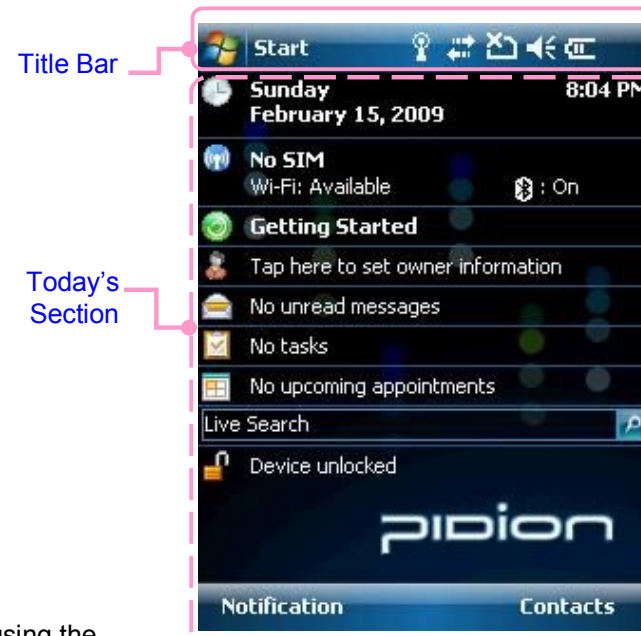 Title Bar
Start
Sunday 8:04 PM
February 15, 2009
No SIM
Wi-Fi: Available : On
Getting Started
Tap here to set owner information
Today's
Section
No unread messages
No tasks
No upcoming appointments
Live Search
Device unlocked
PIDION
Notification Contacts
using the